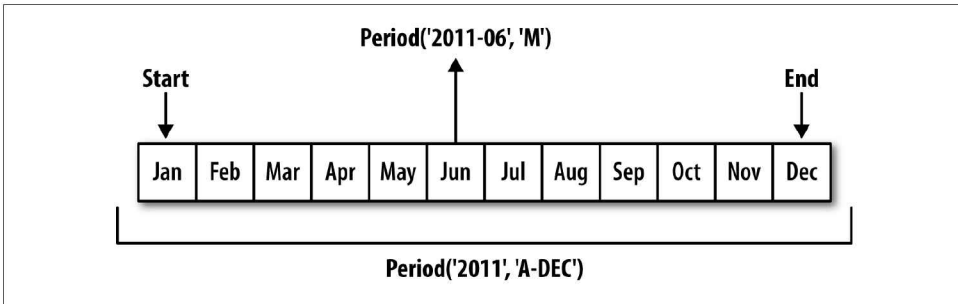 Period('2011-06', 'M')
Start End
Jan Feb Mar Apr May Jun Jul Aug Sep Oct Nov Dec
Period('2011', 'A-DEC')